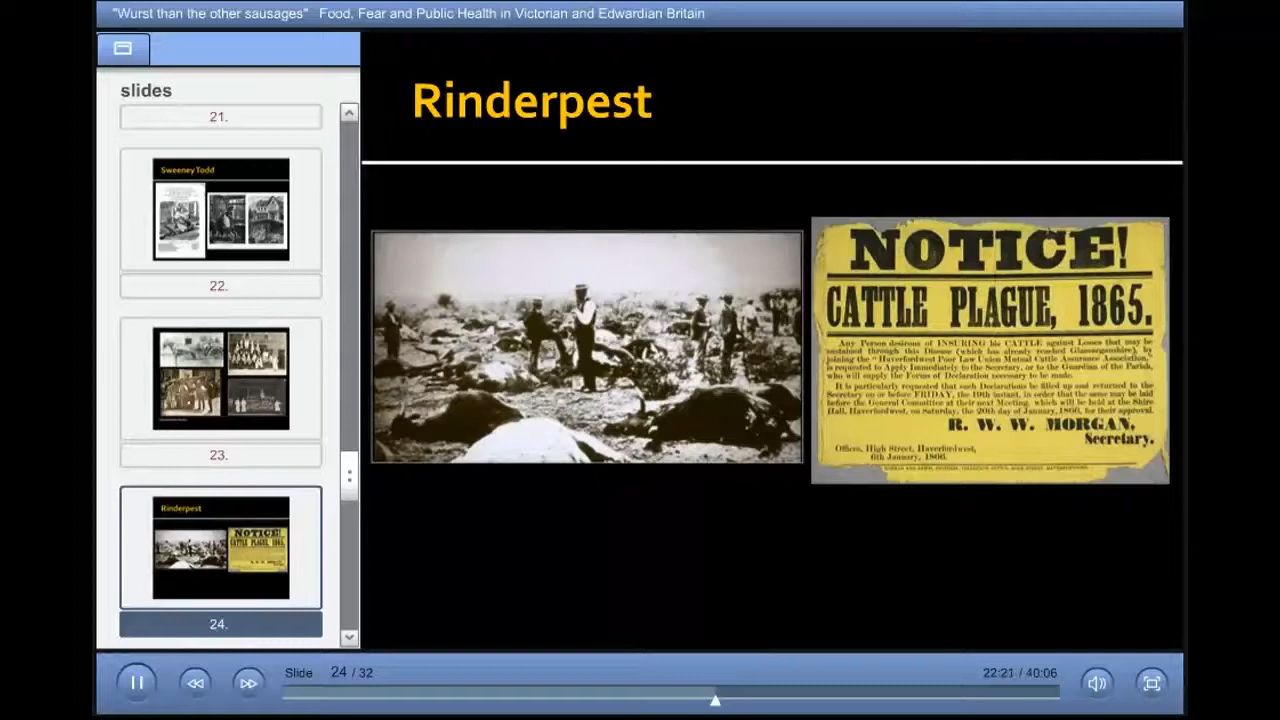 "Wurst than the other sausages"   Food, Fear and Public Health in Victorian and Edwardian Britain
slides
21.
Sweeney Todd
22.
23.
Rinderpest
NOTICE!
CATTLE PLAGUE, 1865.
24.
Rinderpest
NOTICE!
CATTLE PLAGUE, 1865.
Any Person desirous of INSURING his CATTLE against Losses that may be
sustained through this Disease (which has already reached Glamorganshire), by
joining the "Haverfordwest Poor Law Union Mutual Cattle Assurance Association,"
is requested to Apply Immediately to the Secretary, or to the Guardian of the Parish,
who will supply the Forms of Declaration necessary to be made.
It is particularly requested that such Declarations be filled up and returned to the
Secretary on or before FRIDAY, the 19th instant, in order that the same may be laid
before the General Committee at their next Meeting, which will be held at the Shire
Hall, Haverfordwest, on Saturday, the 20th day of January, 1866, for their approval.
R. W. W. MORGAN,
Secretary.
Offices, High Street, Haverfordwest,
6th January, 1866.
Slide 24 / 32
22:21 / 40:06